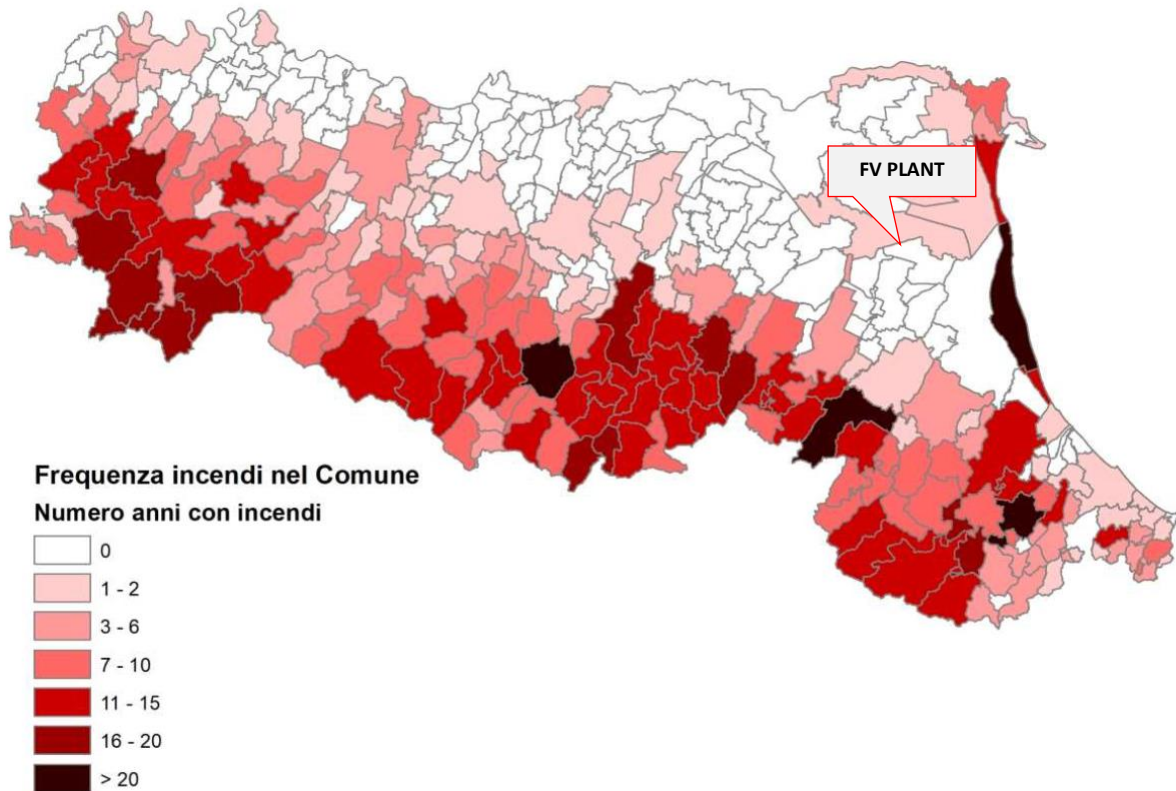 FV PLANT
Frequenza incendi nel Comune
Numero anni con incendi
0
1 - 2
3 - 6
7 - 10
11 - 15
16 - 20
> 20